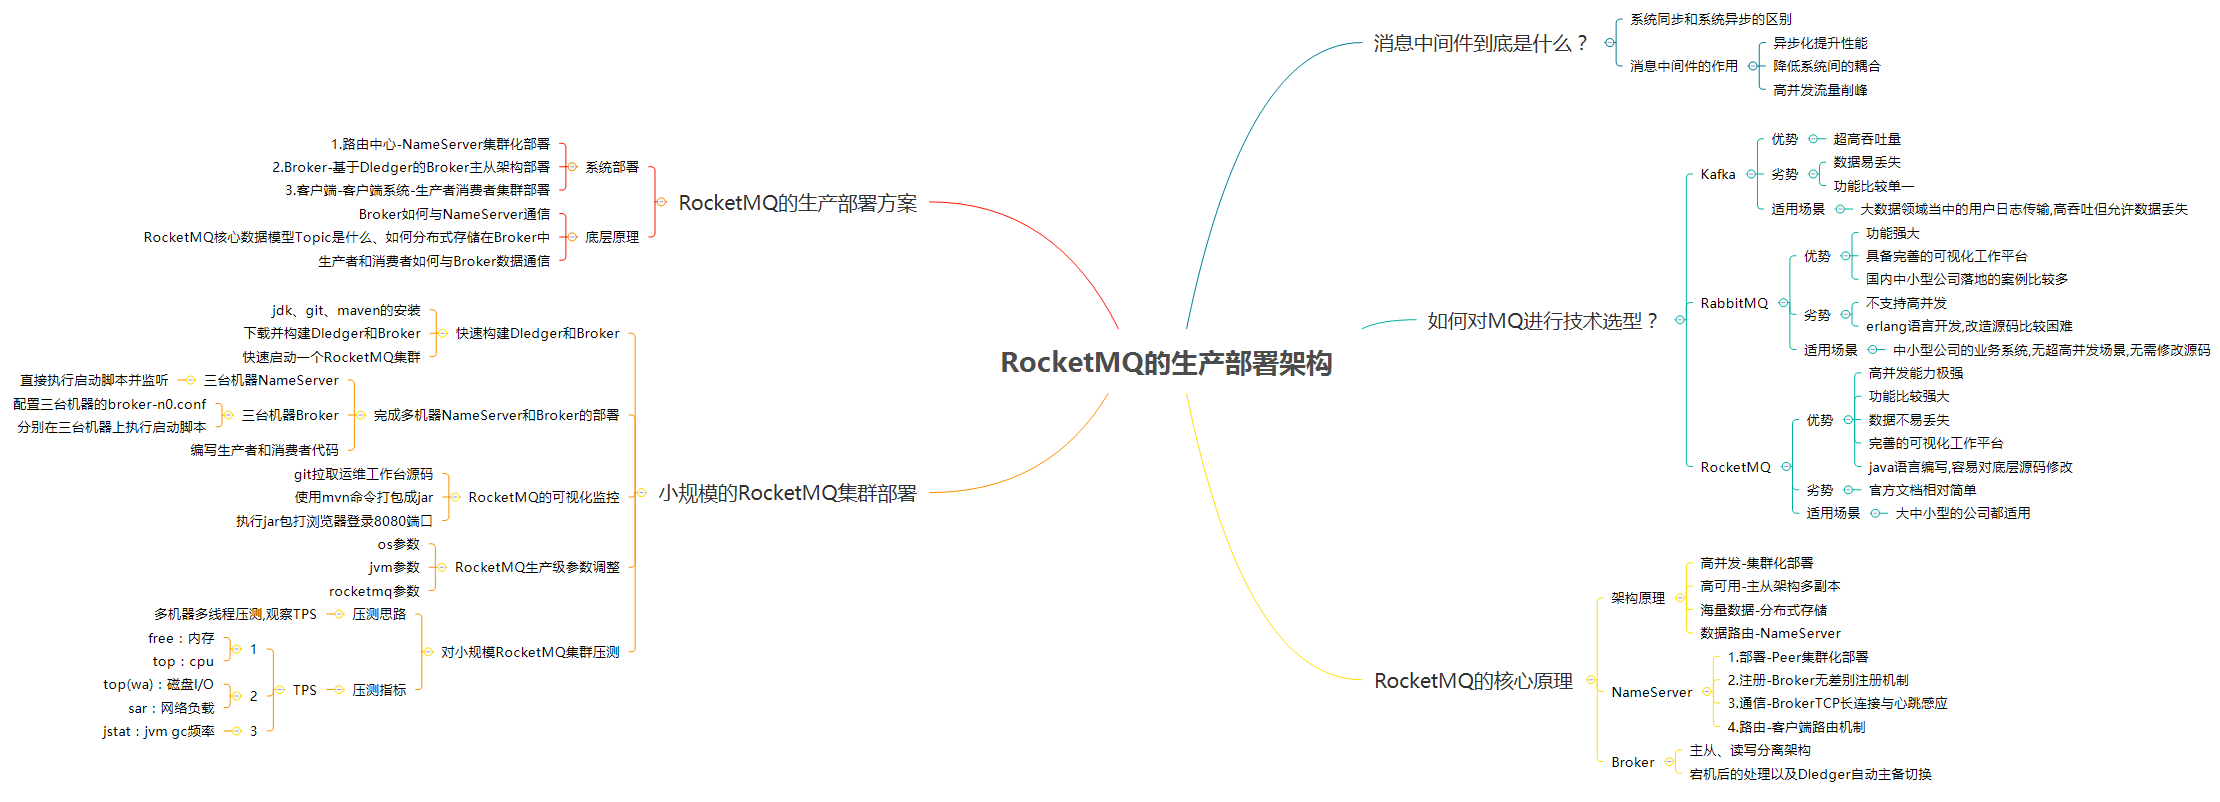 RocketMQ的生产部署架构
消息中间件到底是什么？
系统同步和系统异步的区别
消息中间件的作用
异步化提升性能
降低系统间的耦合
高并发流量削峰
如何对MQ进行技术选型？
Kafka
优势
超高吞吐量
劣势
数据易丢失
功能比较单一
适用场景
大数据领域当中的用户日志传输,高吞吐但允许数据丢失
RabbitMQ
优势
功能强大
具备完善的可视化工作平台
国内中小型公司落地的案例比较多
劣势
不支持高并发
erlang语言开发,改造源码比较困难
适用场景
中小型公司的业务系统,无超高并发场景,无需修改源码
RocketMQ
优势
高并发能力极强
功能比较强大
数据不易丢失
完善的可视化工作平台
java语言编写,容易对底层源码修改
劣势
官方文档相对简单
适用场景
大中小型的公司都适用
RocketMQ的核心原理
架构原理
高并发-集群化部署
高可用-主从架构多副本
海量数据-分布式存储
数据路由-NameServer
NameServer
1.部署-Peer集群化部署
2.注册-Broker无差别注册机制
3.通信-BrokerTCP长连接与心跳感应
4.路由-客户端路由机制
Broker
主从、读写分离架构
宕机后的处理以及Dledger自动主备切换
RocketMQ的生产部署方案
系统部署
1.路由中心-NameServer集群化部署
2.Broker-基于Dledger的Broker主从架构部署
3.客户端-客户端系统-生产者消费者集群部署
底层原理
Broker如何与NameServer通信
RocketMQ核心数据模型Topic是什么、如何分布式存储在Broker中
生产者和消费者如何与Broker数据通信
小规模的RocketMQ集群部署
快速构建Dledger和Broker
jdk、git、maven的安装
下载并构建Dledger和Broker
快速启动一个RocketMQ集群
完成多机器NameServer和Broker的部署
三台机器NameServer
直接执行启动脚本并监听
三台机器Broker
配置三台机器的broker-n0.conf
分别在三台机器上执行启动脚本
编写生产者和消费者代码
RocketMQ的可视化监控
git拉取运维工作台源码
使用mvn命令打包成jar
执行jar包打浏览器登录8080端口
RocketMQ生产级参数调整
os参数
jvm参数
rocketmq参数
对小规模RocketMQ集群压测
压测思路
多机器多线程压测,观察TPS
压测指标
TPS
1
free：内存
top：cpu
2
top(wa)：磁盘I/O
sar：网络负载
3
jstat：jvm gc频率